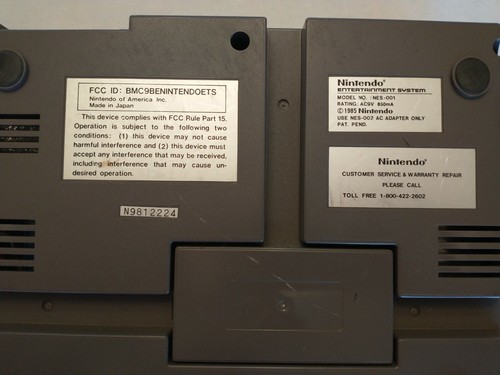 FCC ID: BMC9BENINTENDOETS
Nintendo of America Inc.
Made in Japan
This device complies with FCC Rule Part 15.
Operation is subject to the following two
conditions: (1) this device may not cause
harmful interference and (2) this device must
accept any interference that may be received,
including interference that may cause un-
desired operation.
N9812224
Nintendo®
ENTERTAINMENT SYSTEM™
MODEL NO.: NES-001
RATING: AC9V 850mA
©1985 Nintendo
USE NES-002 AC ADAPTER ONLY
PAT. PEND.
Nintendo®
CUSTOMER SERVICE & WARRANTY REPAIR
PLEASE CALL
TOLL FREE 1-800-422-2602